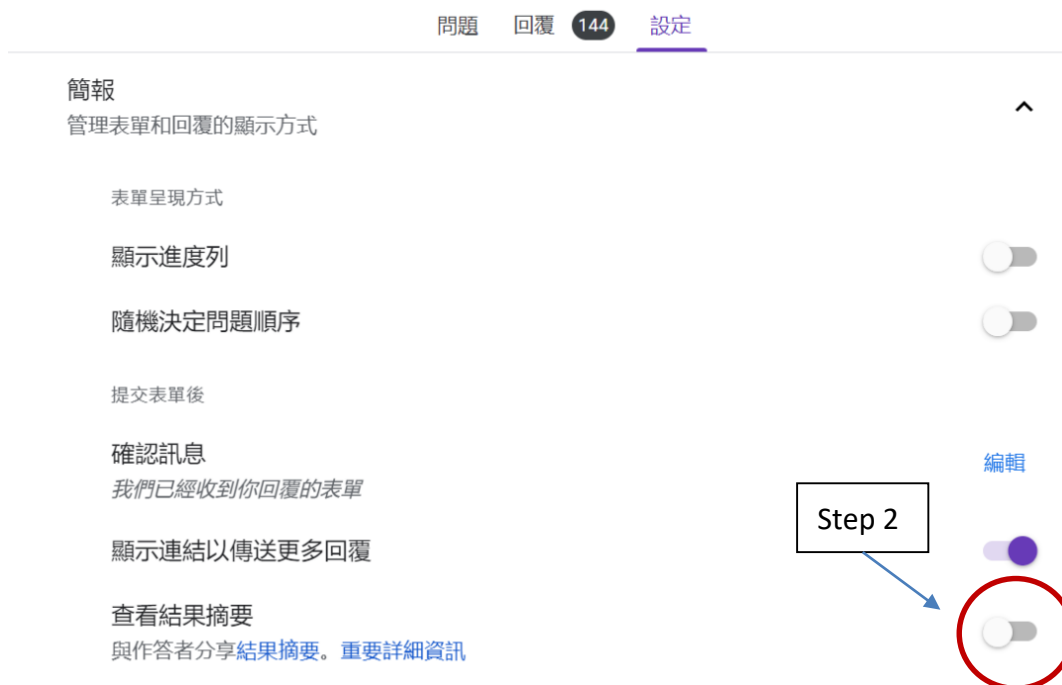 問題 回覆 144 設定
簡報
管理表單和回覆的顯示方式
表單呈現方式
顯示進度列
隨機決定問題順序
提交表單後
確認訊息
編輯
我們已經收到你回覆的表單
Step 2
顯示連結以傳送更多回覆
查看結果摘要
與作答者分享結果摘要。重要詳細資訊